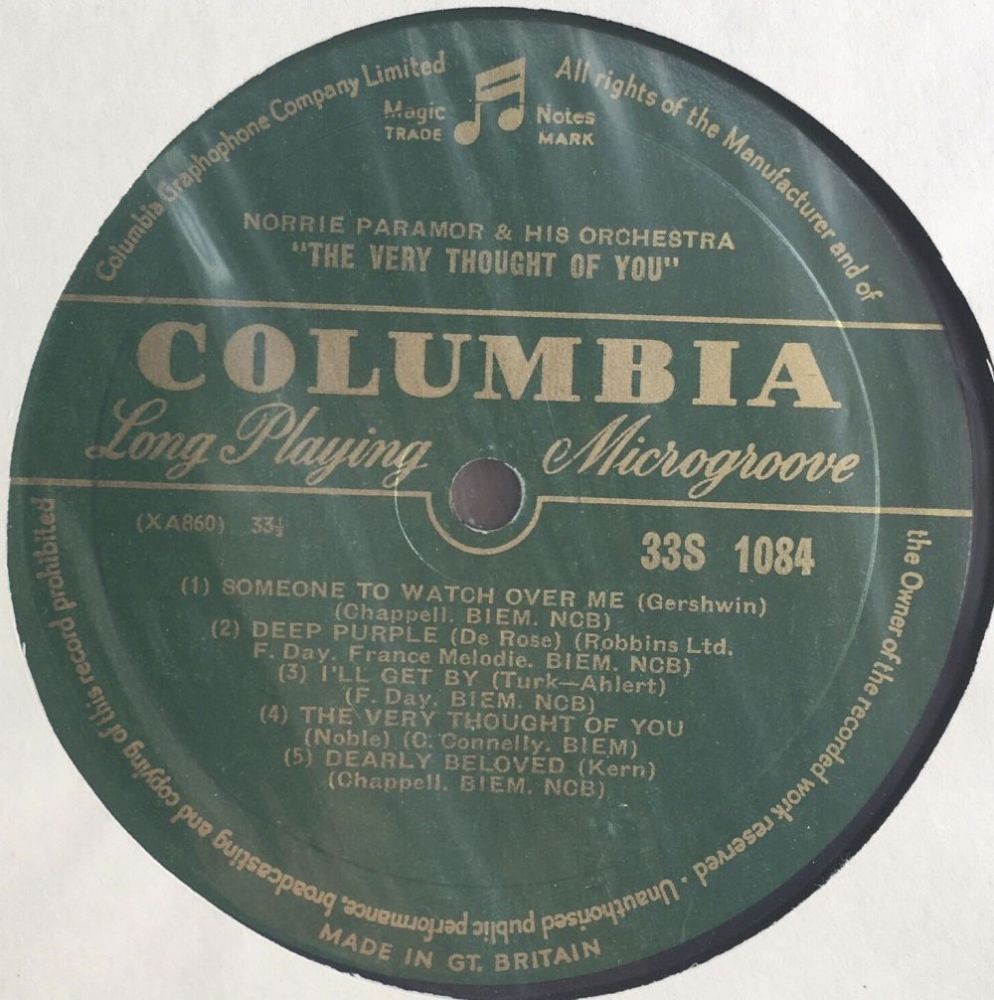 Columbia Graphophone Company Limited
All rights of the Manufacturer and of
the Owner of the recorded work reserved · Unauthorised public performance, broadcasting and copying of this record prohibited
Magic Notes
TRADE MARK
NORRIE PARAMOR & HIS ORCHESTRA
"THE VERY THOUGHT OF YOU"
COLUMBIA
Long Playing Microgroove
(XA860) 33⅓
33S 1084
(1) SOMEONE TO WATCH OVER ME (Gershwin)
(Chappell. BIEM. NCB)
(2) DEEP PURPLE (De Rose) (Robbins Ltd.
F. Day. France Melodie. BIEM. NCB)
(3) I'LL GET BY (Turk—Ahlert)
(F. Day. BIEM. NCB)
(4) THE VERY THOUGHT OF YOU
(Noble) (C. Connelly. BIEM)
(5) DEARLY BELOVED (Kern)
(Chappell. BIEM. NCB)
MADE IN GT. BRITAIN